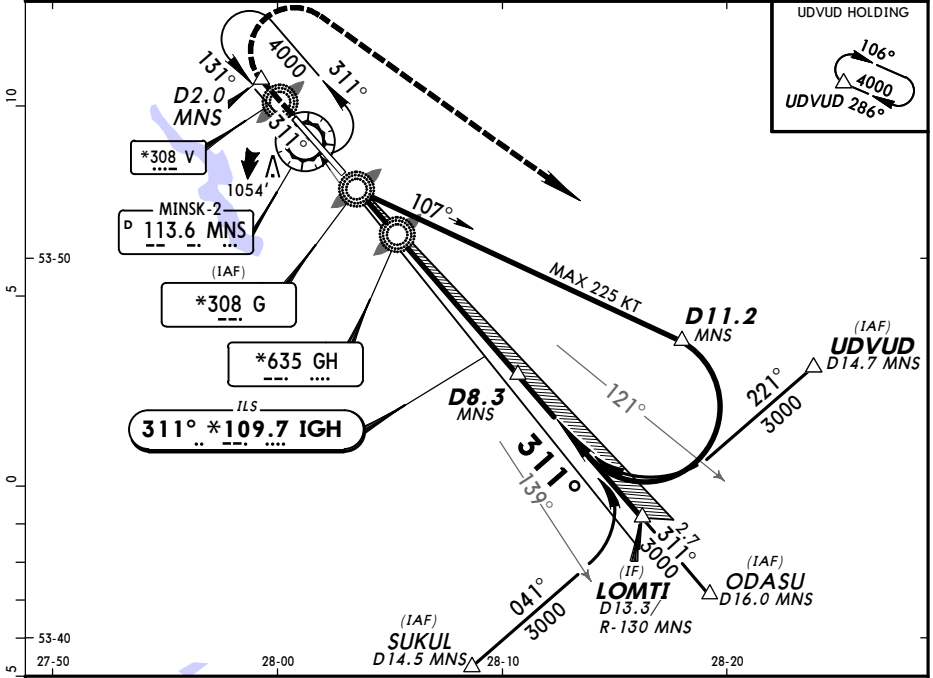 UDVUD HOLDING
106°
4000
UDVUD 286°
4000
311°
131°
D2.0
MNS
311°
10
*308 V
1054'
MINSK-2
D 113.6 MNS
107°
53-50
(IAF)
*308 G
5
MAX 225 KT
D11.2
MNS
(IAF)
UDVUD
D14.7 MNS
*635 GH
D8.3
MNS
121°
221°
3000
ILS
311° *109.7 IGH
311°
139°
0
2.7
311°
3000
(IF)
LOMTI
D13.3/
R-130 MNS
(IAF)
ODASU
D16.0 MNS
041°
3000
(IAF)
SUKUL
D14.5 MNS
53-40
5
27-50
28-00
28-10
28-20